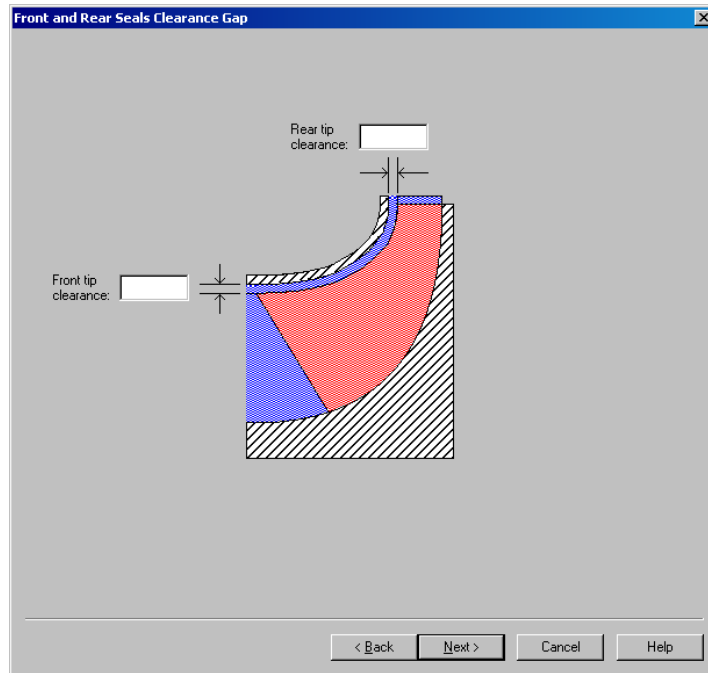 Front and Rear Seals Clearance Gap
Rear tip
clearance:
Front tip
clearance:
< Back
Next >
Cancel
Help